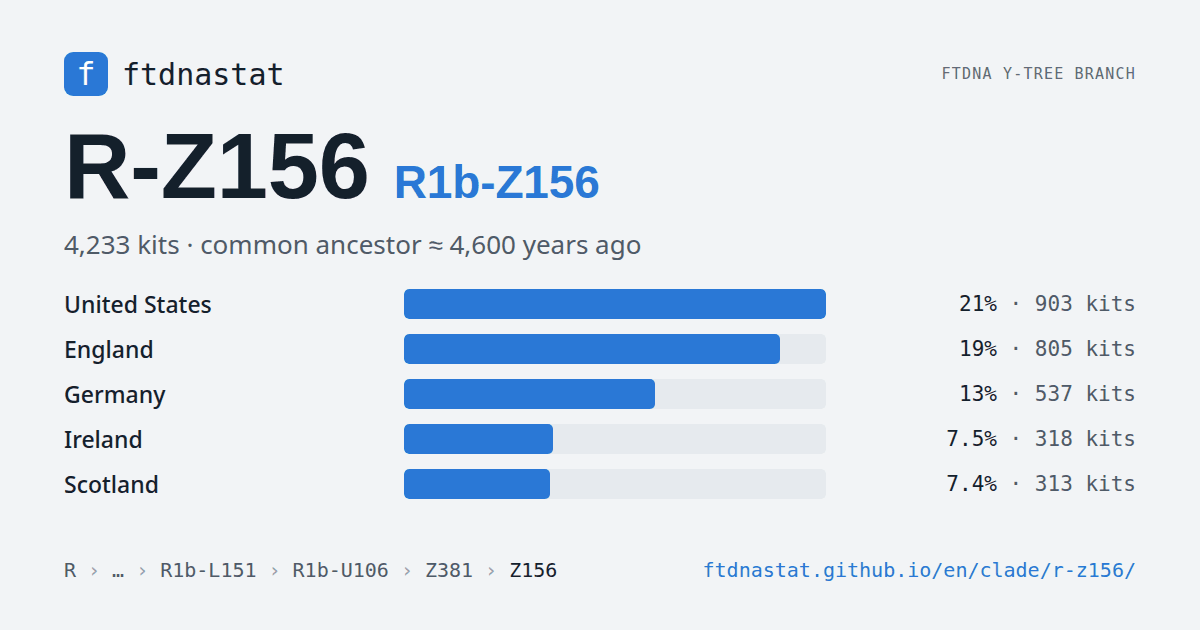 f ftdnastat
FTDNA Y-TREE BRANCH
R-Z156 R1b-Z156
4,233 kits · common ancestor ≈ 4,600 years ago
United States 21% · 903 kits
England 19% · 805 kits
Germany 13% · 537 kits
Ireland 7.5% · 318 kits
Scotland 7.4% · 313 kits
R › … › R1b-L151 › R1b-U106 › Z381 › Z156
ftdnastat.github.io/en/clade/r-z156/